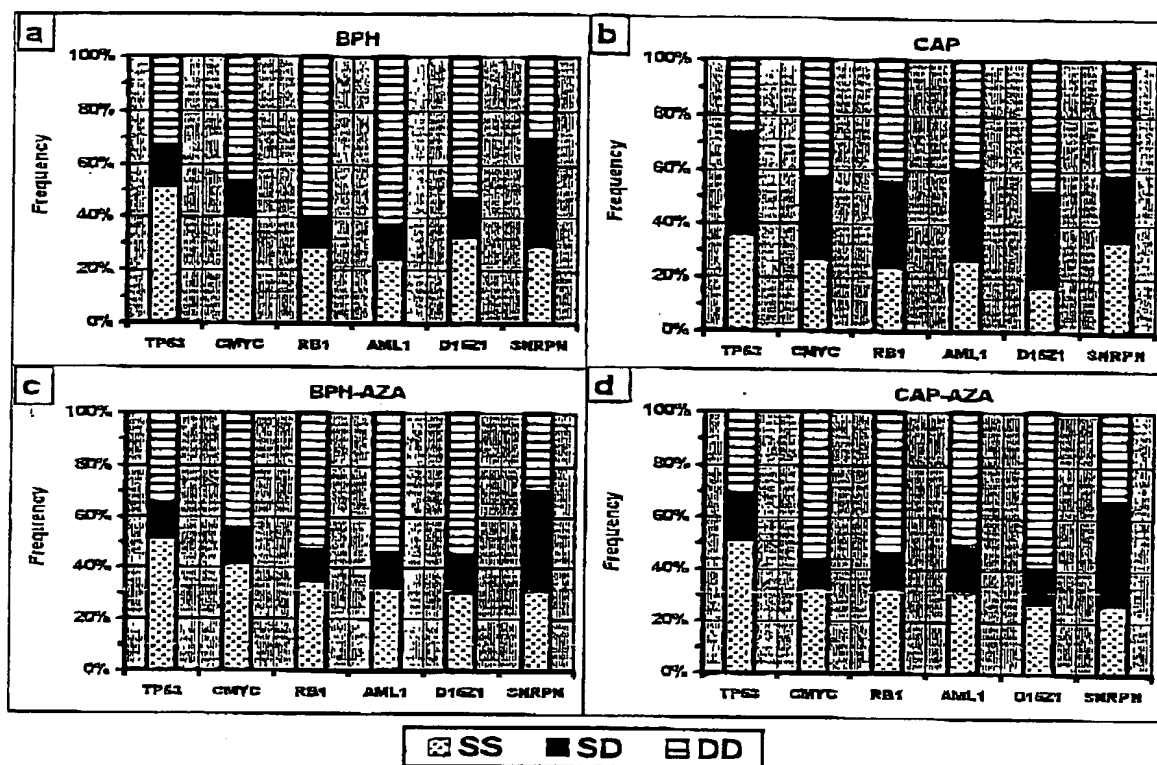 a
BPH
100%
80%
60%
40%
20%
0%
Frequency
TP53 CMYC RB1 AML1 D15Z1 SNRPN
b
CAP
100%
80%
60%
40%
20%
0%
Frequency
TP53 CMYC RB1 AML1 D15Z1 SNRPN
c
BPH-AZA
100%
80%
60%
40%
20%
0%
Frequency
TP53 CMYC RB1 AML1 D15Z1 SNRPN
d
CAP-AZA
100%
80%
60%
40%
20%
0%
Frequency
TP53 CMYC RB1 AML1 D15Z1 SNRPN
SS SD DD